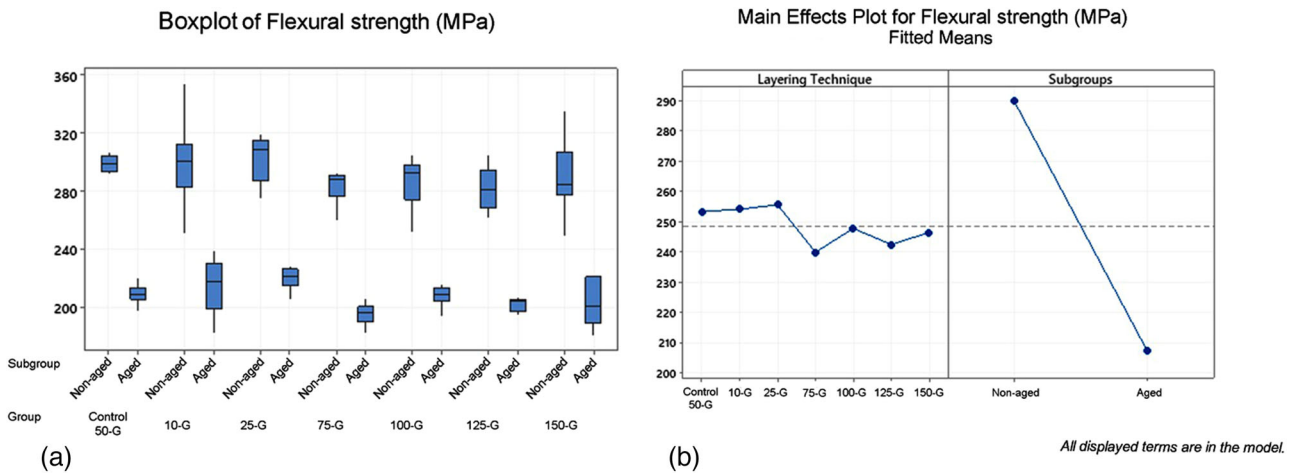 Boxplot of Flexural strength (MPa)
360
320
280
240
200
Subgroup
Non-aged Aged Non-aged Aged Non-aged Aged Non-aged Aged Non-aged Aged Non-aged Aged Non-aged Aged
Group
Control
50-G 10-G 25-G 75-G 100-G 125-G 150-G
(a)
Main Effects Plot for Flexural strength (MPa)
Fitted Means
Layering Technique Subgroups
290
280
270
260
250
240
230
220
210
200
Control
50-G 10-G 25-G 75-G 100-G 125-G 150-G Non-aged Aged
(b)
All displayed terms are in the model.